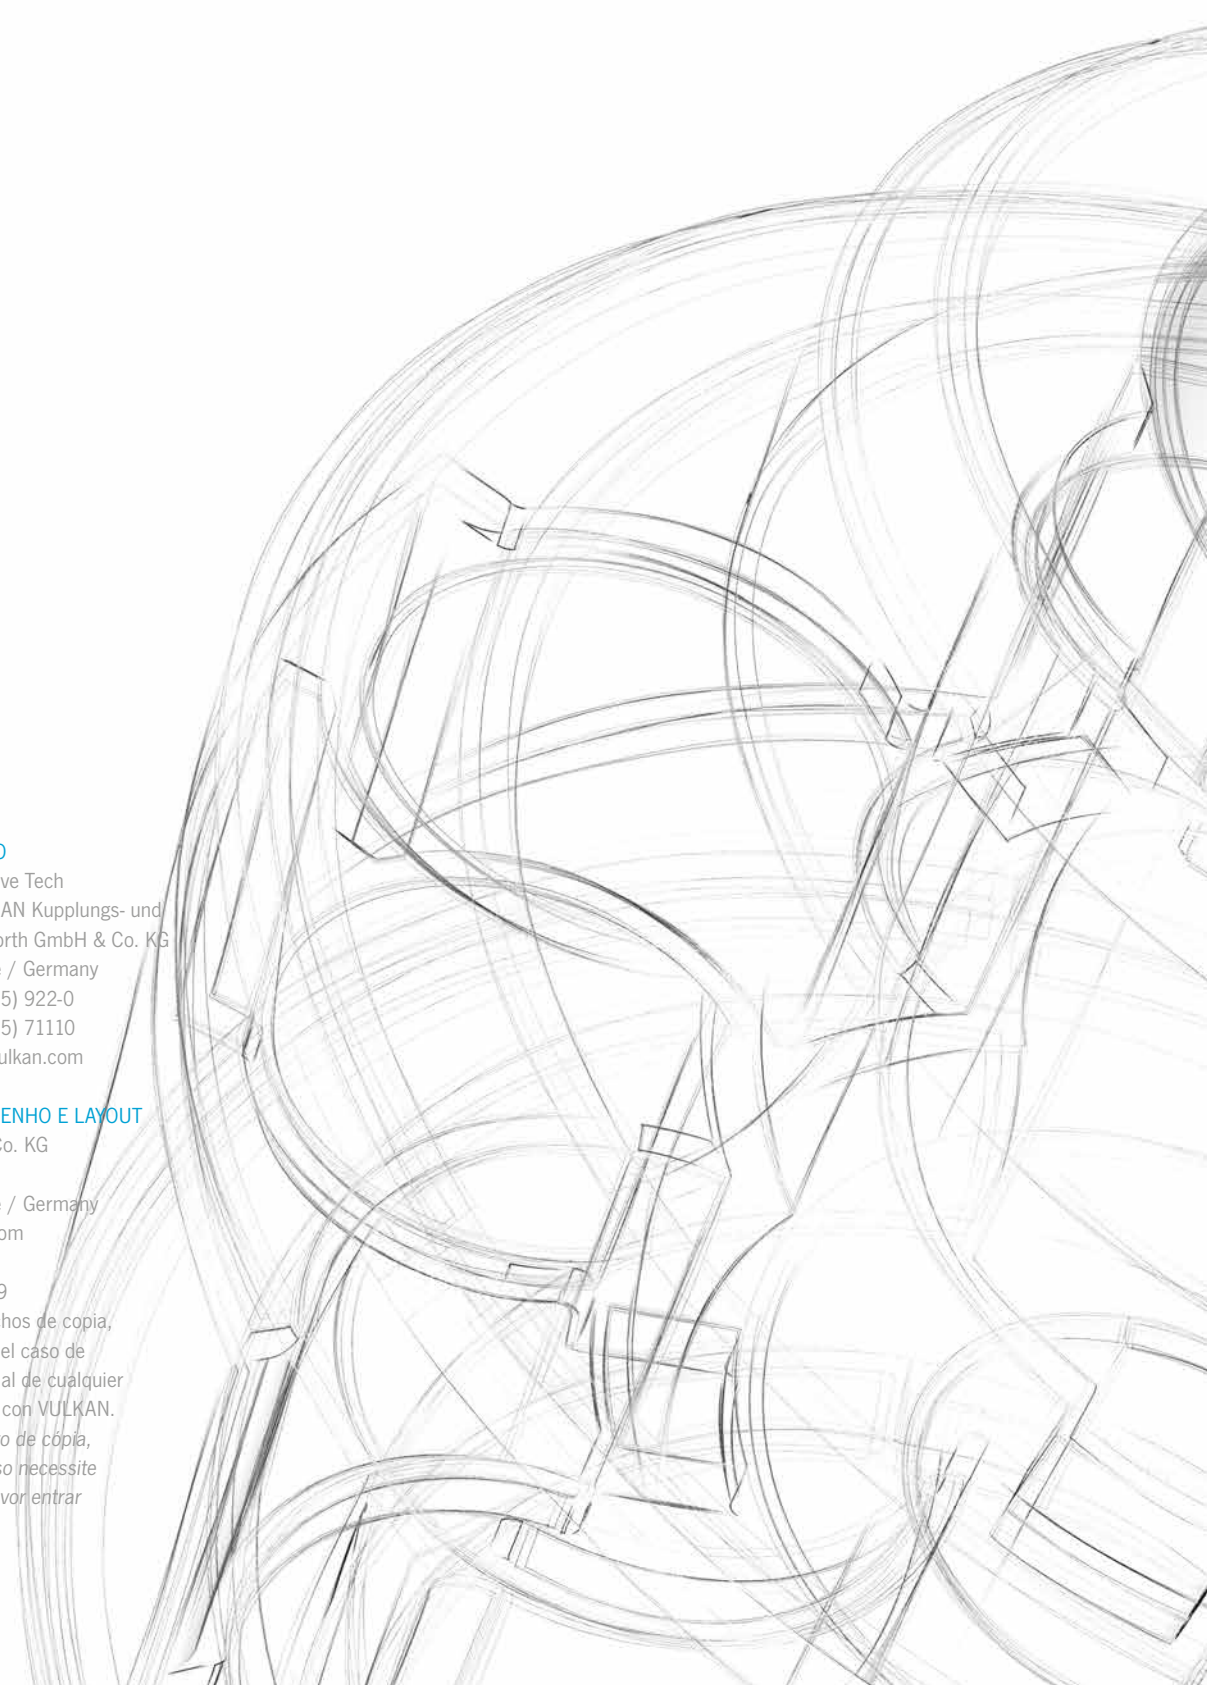 O
ve Tech
AN Kupplungs- und
orth GmbH & Co. KG
e / Germany
5) 922-0
5) 71110
ulkan.com
ENHO E LAYOUT
Co. KG
e / Germany
om
9
chos de copia,
el caso de
al de cualquier
con VULKAN.
o de cópia,
so necessite
vor entrar